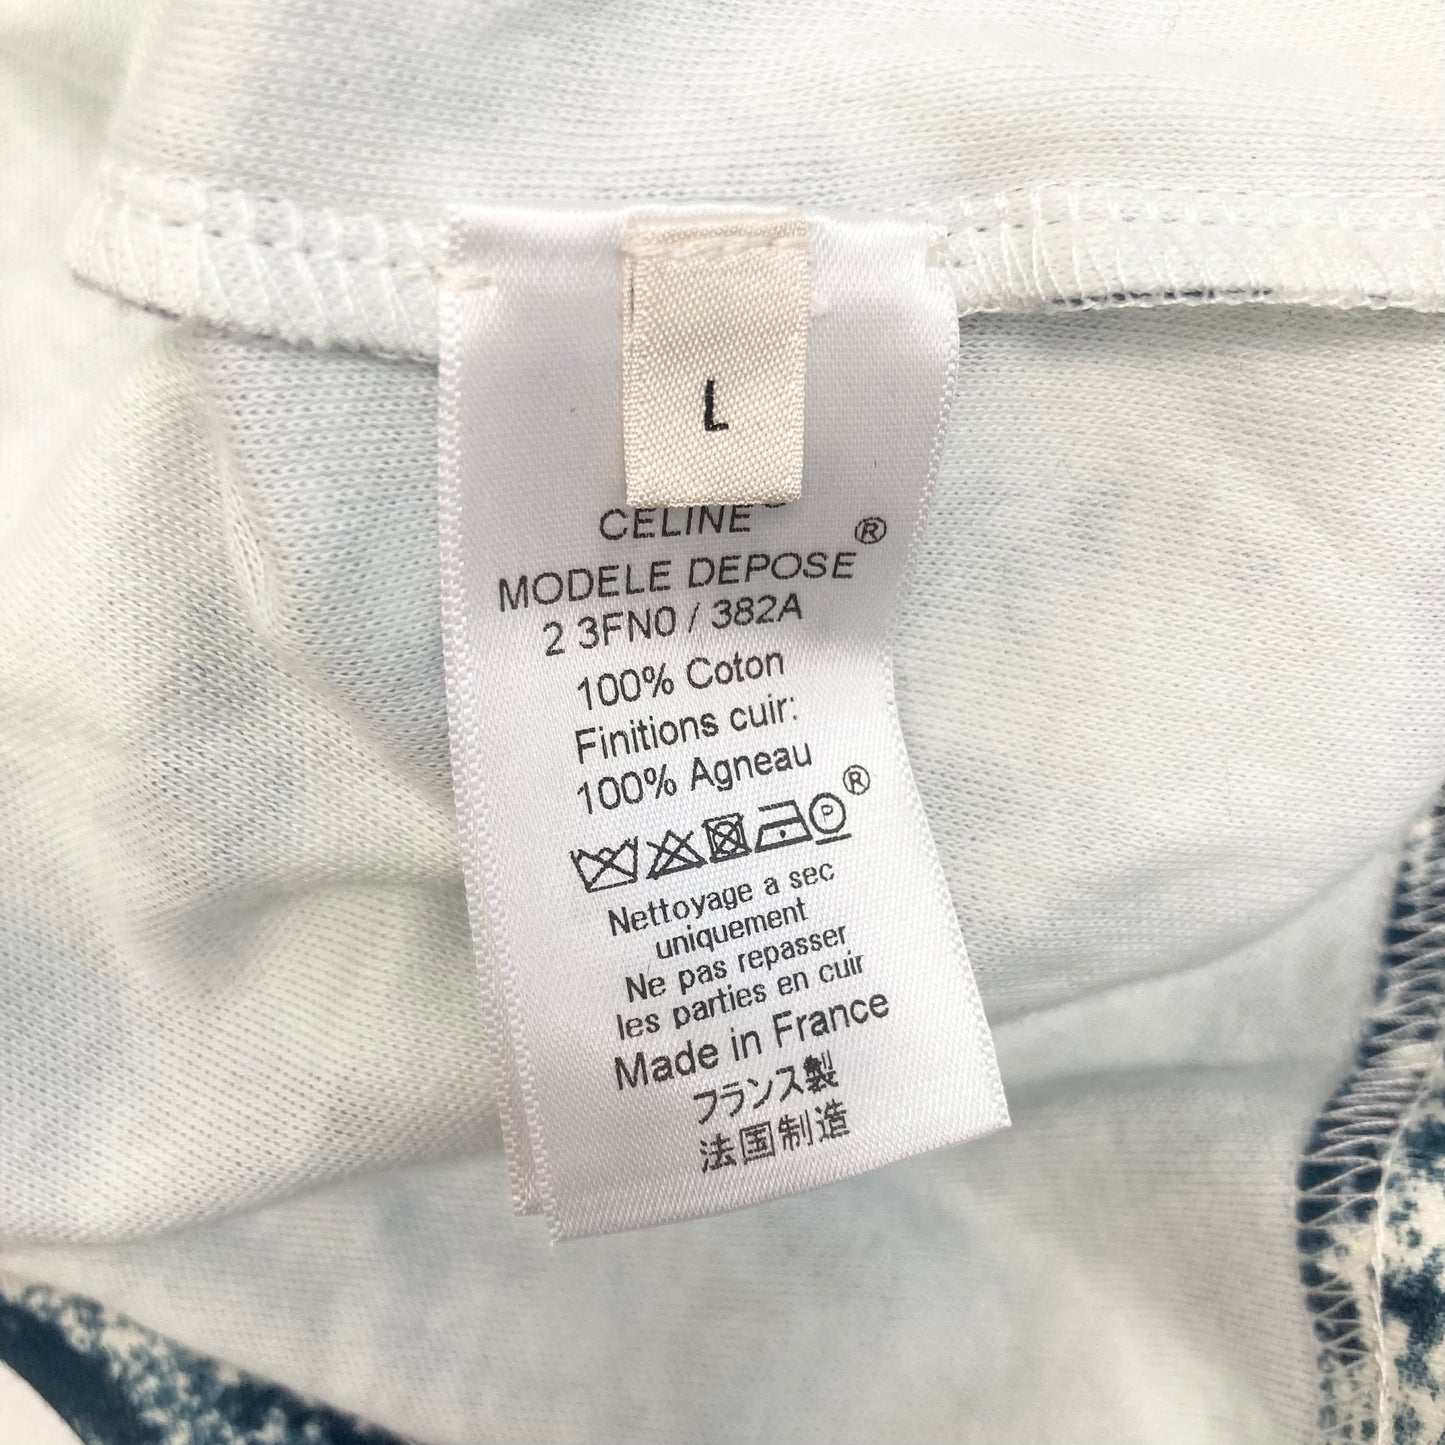 L
CELINE®
MODELE DEPOSE®
2 3FN0 / 382A
100% Coton
Finitions cuir:
100% Agneau
P ®
Nettoyage a sec
uniquement
Ne pas repasser
les parties en cuir
Made in France
フランス製
法国制造